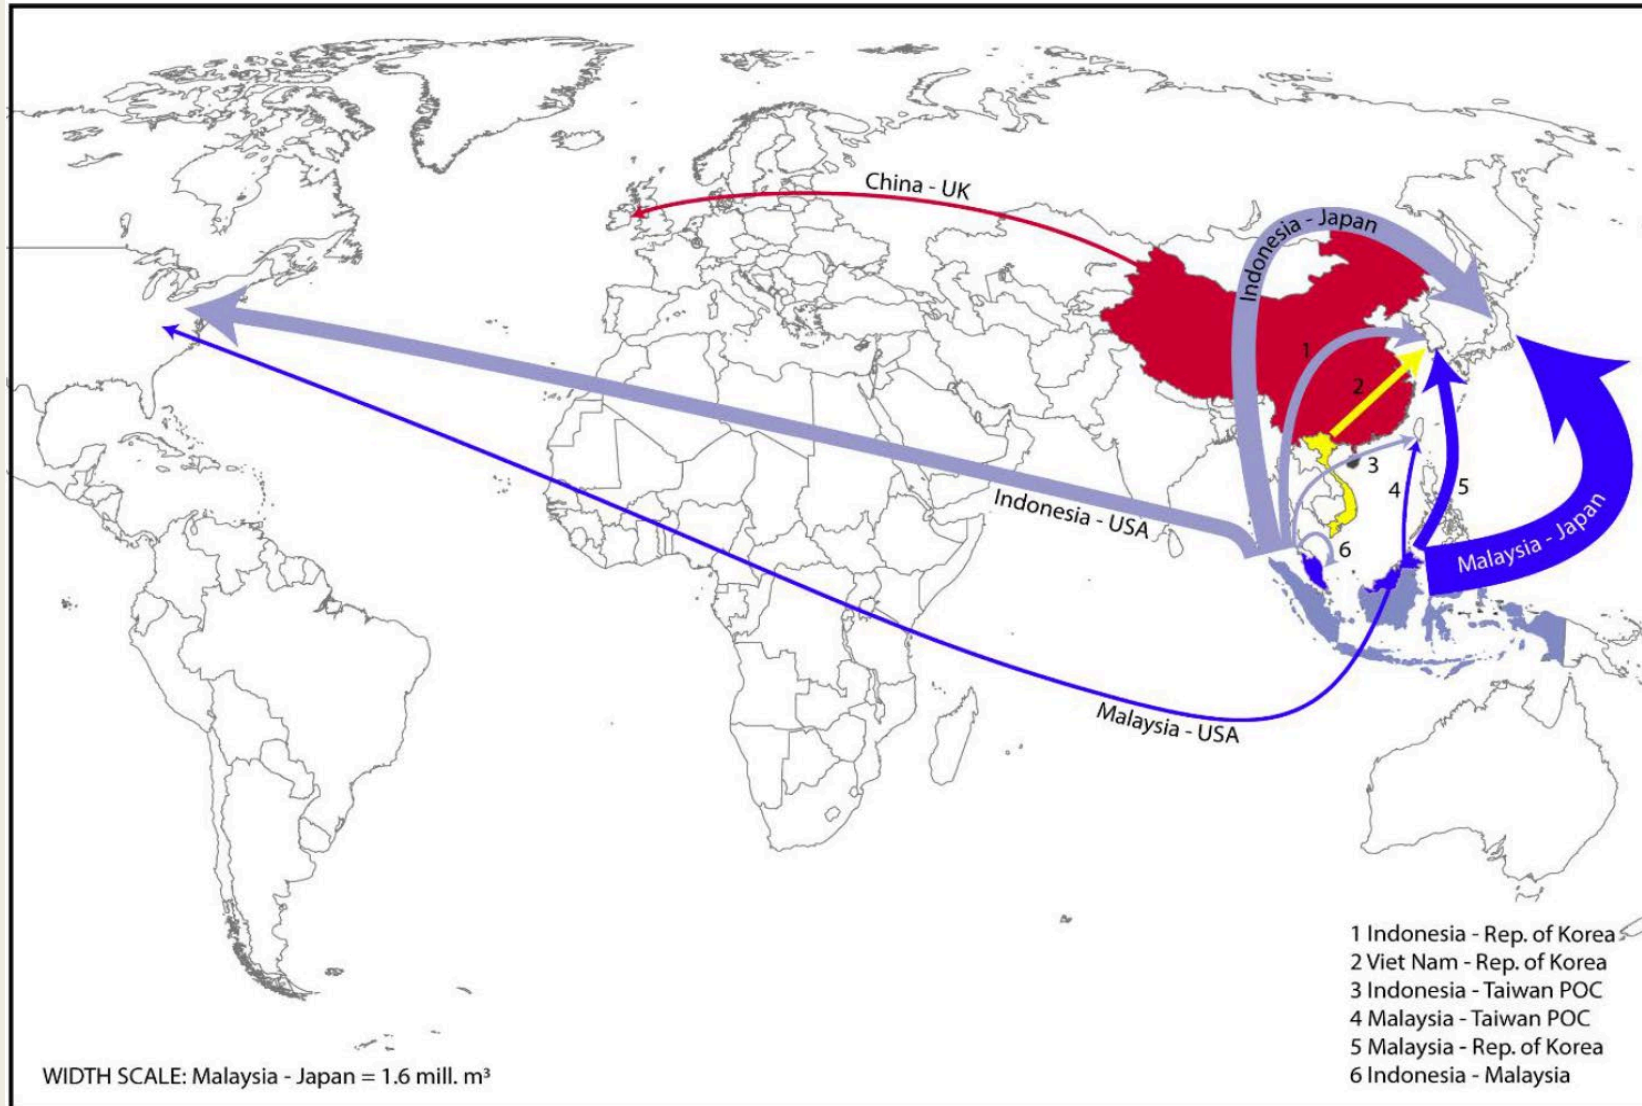 China - UK
Indonesia - Japan
1
2
3
4
5
6
Indonesia - USA
Malaysia - Japan
Malaysia - USA
1 Indonesia - Rep. of Korea
2 Viet Nam - Rep. of Korea
3 Indonesia - Taiwan POC
4 Malaysia - Taiwan POC
5 Malaysia - Rep. of Korea
6 Indonesia - Malaysia
WIDTH SCALE: Malaysia - Japan = 1.6 mill. m³